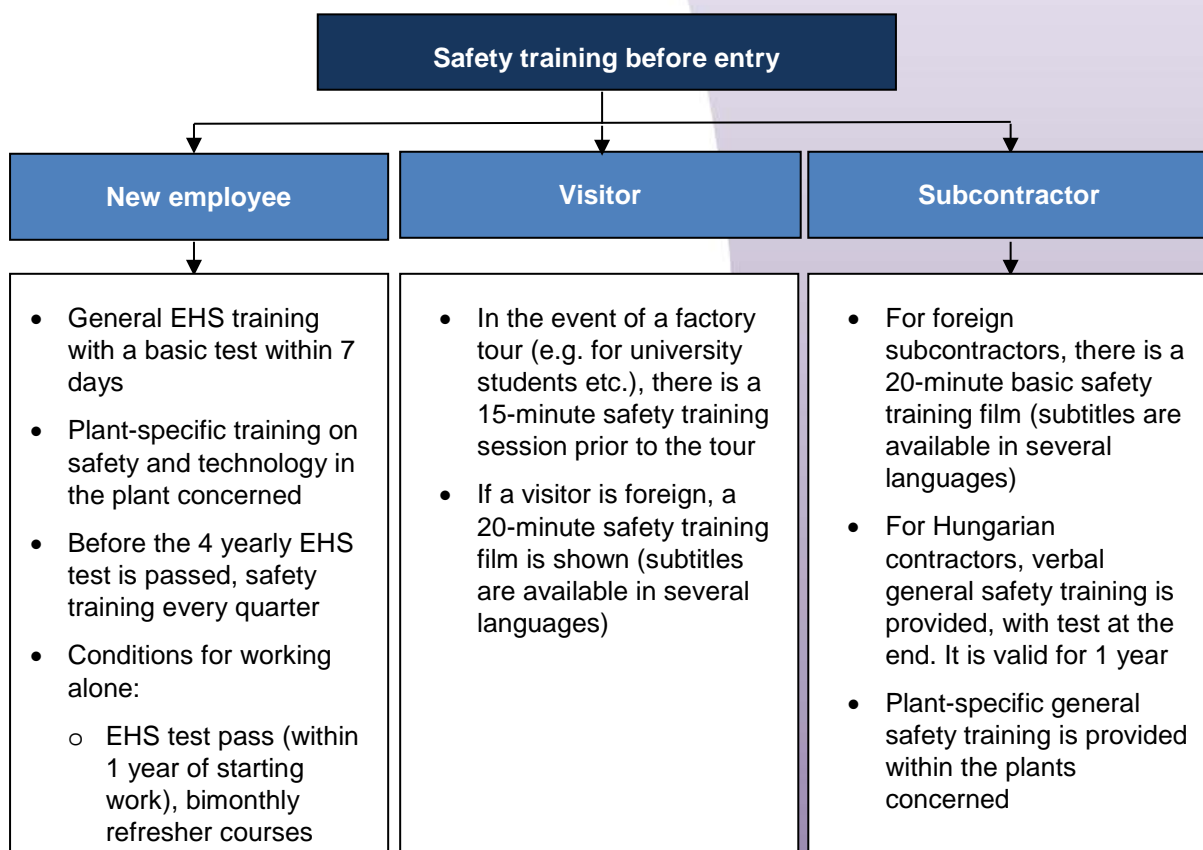 Safety training before entry
New employee
Visitor
Subcontractor
• General EHS training
with a basic test within 7
days
• Plant-specific training on
safety and technology in
the plant concerned
• Before the 4 yearly EHS
test is passed, safety
training every quarter
• Conditions for working
alone:
o EHS test pass (within
1 year of starting
work), bimonthly
refresher courses
• In the event of a factory
tour (e.g. for university
students etc.), there is a
15-minute safety training
session prior to the tour
• If a visitor is foreign, a
20-minute safety training
film is shown (subtitles
are available in several
languages)
• For foreign
subcontractors, there is a
20-minute basic safety
training film (subtitles are
available in several
languages)
• For Hungarian
contractors, verbal
general safety training is
provided, with test at the
end. It is valid for 1 year
• Plant-specific general
safety training is provided
within the plants
concerned